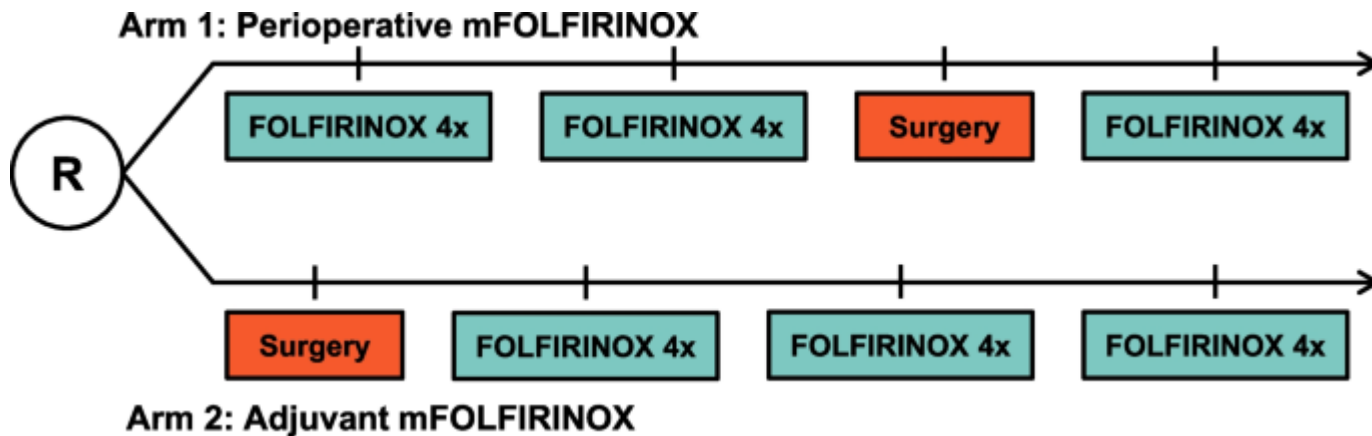 Arm 1: Perioperative mFOLFIRINOX
R
FOLFIRINOX 4x
FOLFIRINOX 4x
Surgery
FOLFIRINOX 4x
Surgery
FOLFIRINOX 4x
FOLFIRINOX 4x
FOLFIRINOX 4x
Arm 2: Adjuvant mFOLFIRINOX